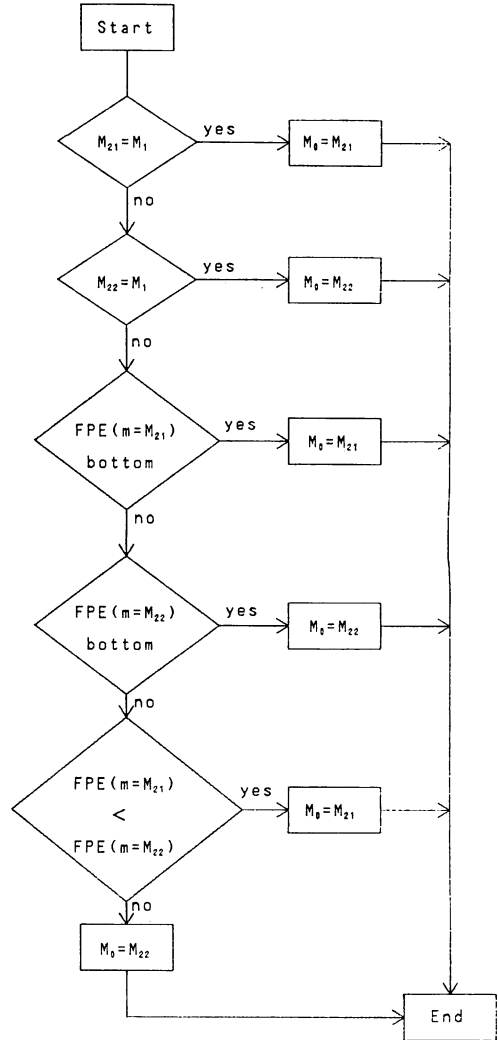 Start
M₂₁=M₁
yes
M₀=M₂₁
no
M₂₂=M₁
yes
M₀=M₂₂
no
FPE(m=M₂₁)
bottom
yes
M₀=M₂₁
no
FPE(m=M₂₂)
bottom
yes
M₀=M₂₂
no
FPE(m=M₂₁)
<
FPE(m=M₂₂)
yes
M₀=M₂₁
no
M₀=M₂₂
End